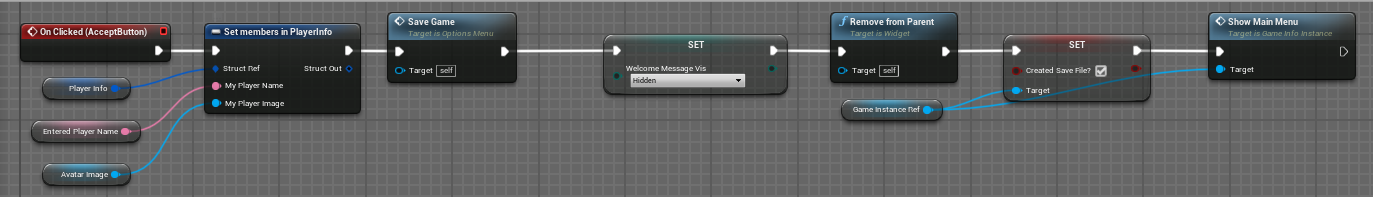 On Clicked (AcceptButton)
Player Info
Entered Player Name
Avatar Image
Set members in PlayerInfo
Struct Ref Struct Out
My Player Name
My Player Image
Save Game
Target is Options Menu
Target self
SET
Welcome Message Vis
Hidden
Remove from Parent
Target is Widget
Target self
Game Instance Ref
SET
Created Save File?
Target
Show Main Menu
Target is Game Info Instance
Target